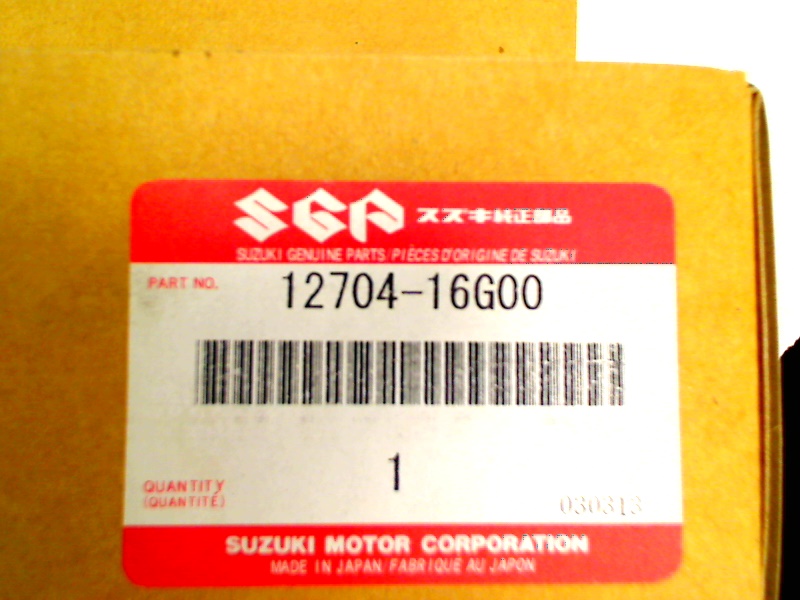 SGP スズキ純正部品
SUZUKI GENUINE PARTS/PIÈCES D'ORIGINE DE SUZUKI
PART NO. 12704-16G00
1
QUANTITY
(QUANTITÉ)
030313
SUZUKI MOTOR CORPORATION
MADE IN JAPAN/FABRIQUÉ AU JAPON